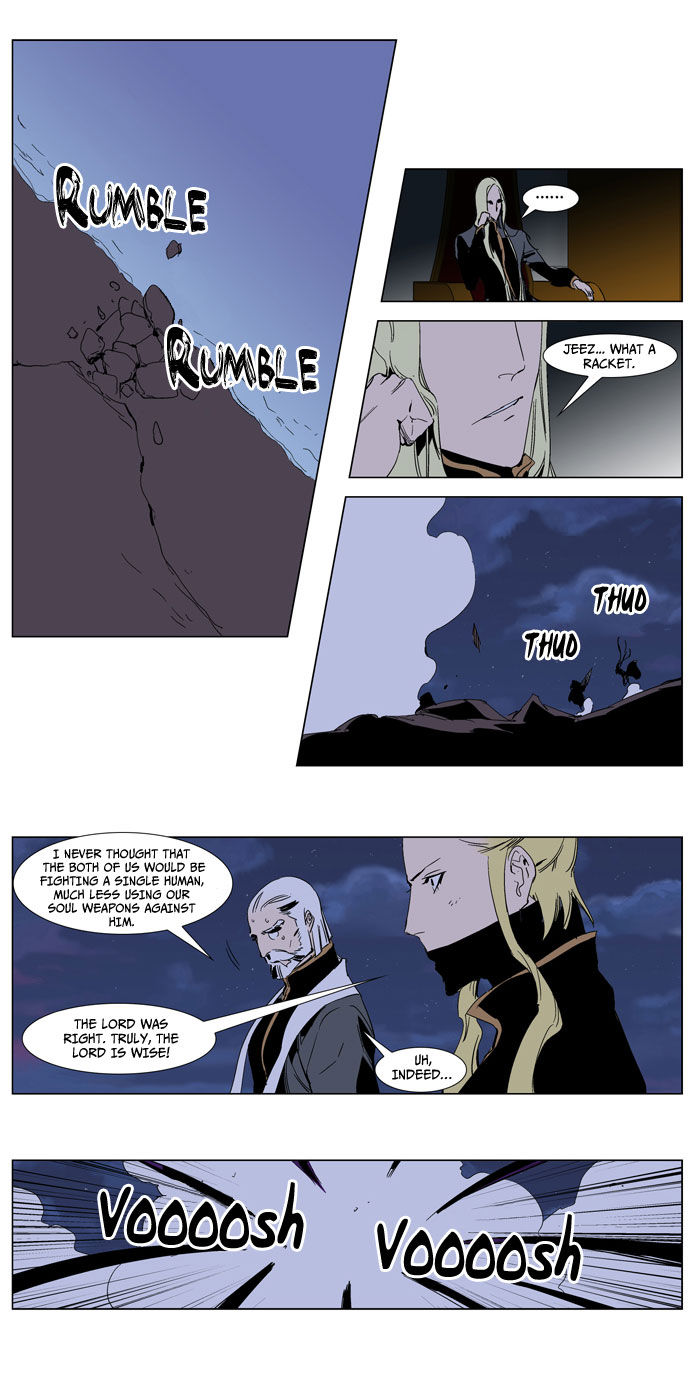 RUMBLE
RUMBLE
......
JEEZ... WHAT A
RACKET.
THUD
THUD
I NEVER THOUGHT THAT
THE BOTH OF US WOULD BE
FIGHTING A SINGLE HUMAN,
MUCH LESS USING OUR
SOUL WEAPONS AGAINST
HIM.
THE LORD WAS
RIGHT. TRULY, THE
LORD IS WISE!
UH,
INDEED...
VOOOOSH
VOOOOSH